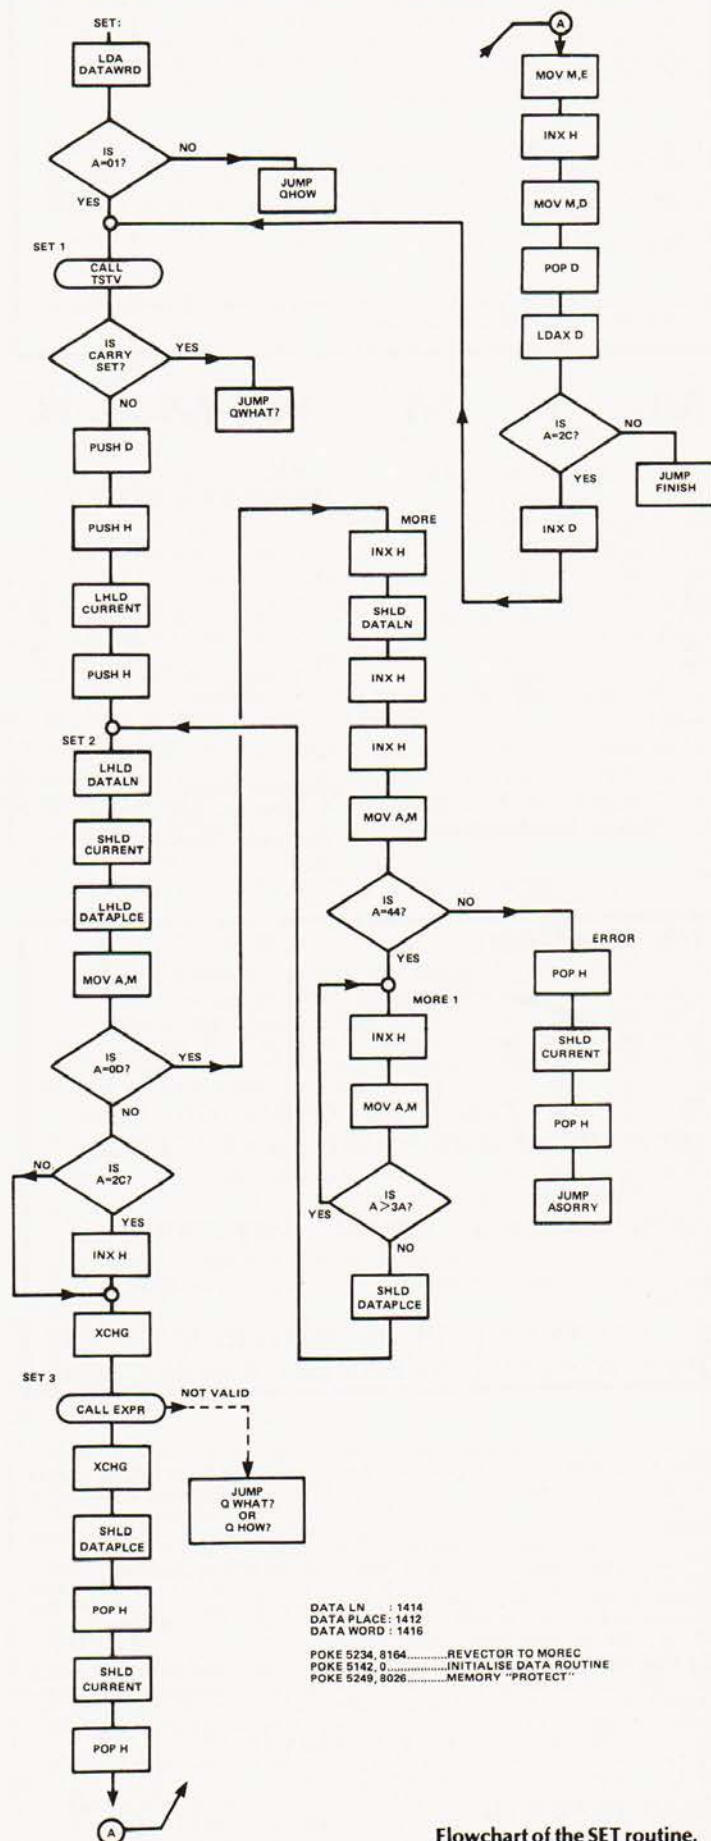 SET:
LDA
DATAWRD
IS
A=01?
NO
JUMP
QHOW
YES
SET 1
CALL
TSTV
IS
CARRY
SET?
YES
JUMP
QWHAT?
NO
PUSH D
PUSH H
LHLD
CURRENT
PUSH H
SET 2
LHLD
DATALN
SHLD
CURRENT
LHLD
DATAPLCE
MOV A,M
IS
A=0D?
YES
NO
IS
A=2C?
NO
YES
INX H
XCHG
SET 3
CALL EXPR
NOT VALID
JUMP
Q WHAT?
OR
Q HOW?
XCHG
SHLD
DATAPLCE
POP H
SHLD
CURRENT
POP H
A
MORE
INX H
SHLD
DATALN
INX H
INX H
MOV A,M
IS
A=44?
NO
YES
MORE 1
INX H
MOV A,M
IS
A>3A?
YES
NO
SHLD
DATAPLCE
ERROR
POP H
SHLD
CURRENT
POP H
JUMP
ASORRY
A
MOV M,E
INX H
MOV M,D
POP D
LDAX D
IS
A=2C?
NO
JUMP
FINISH
YES
INX D
DATA LN : 1414
DATA PLACE: 1412
DATA WORD : 1416
POKE 5234, 8164...........REVECTOR TO MOREC
POKE 5142, 0..................INITIALISE DATA ROUTINE
POKE 5249, 8026............MEMORY "PROTECT"
Flowchart of the SET routine.